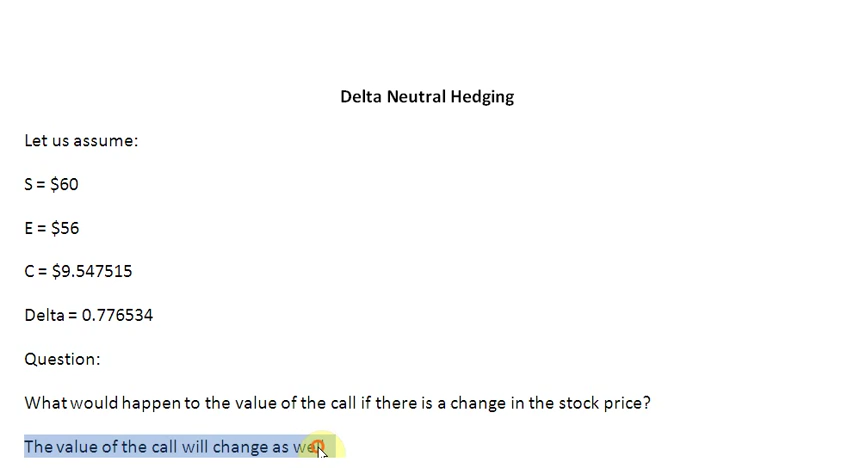 Delta Neutral Hedging
Let us assume:
S = $60
E = $56
C = $9.547515
Delta = 0.776534
Question:
What would happen to the value of the call if there is a change in the stock price?
The value of the call will change as well